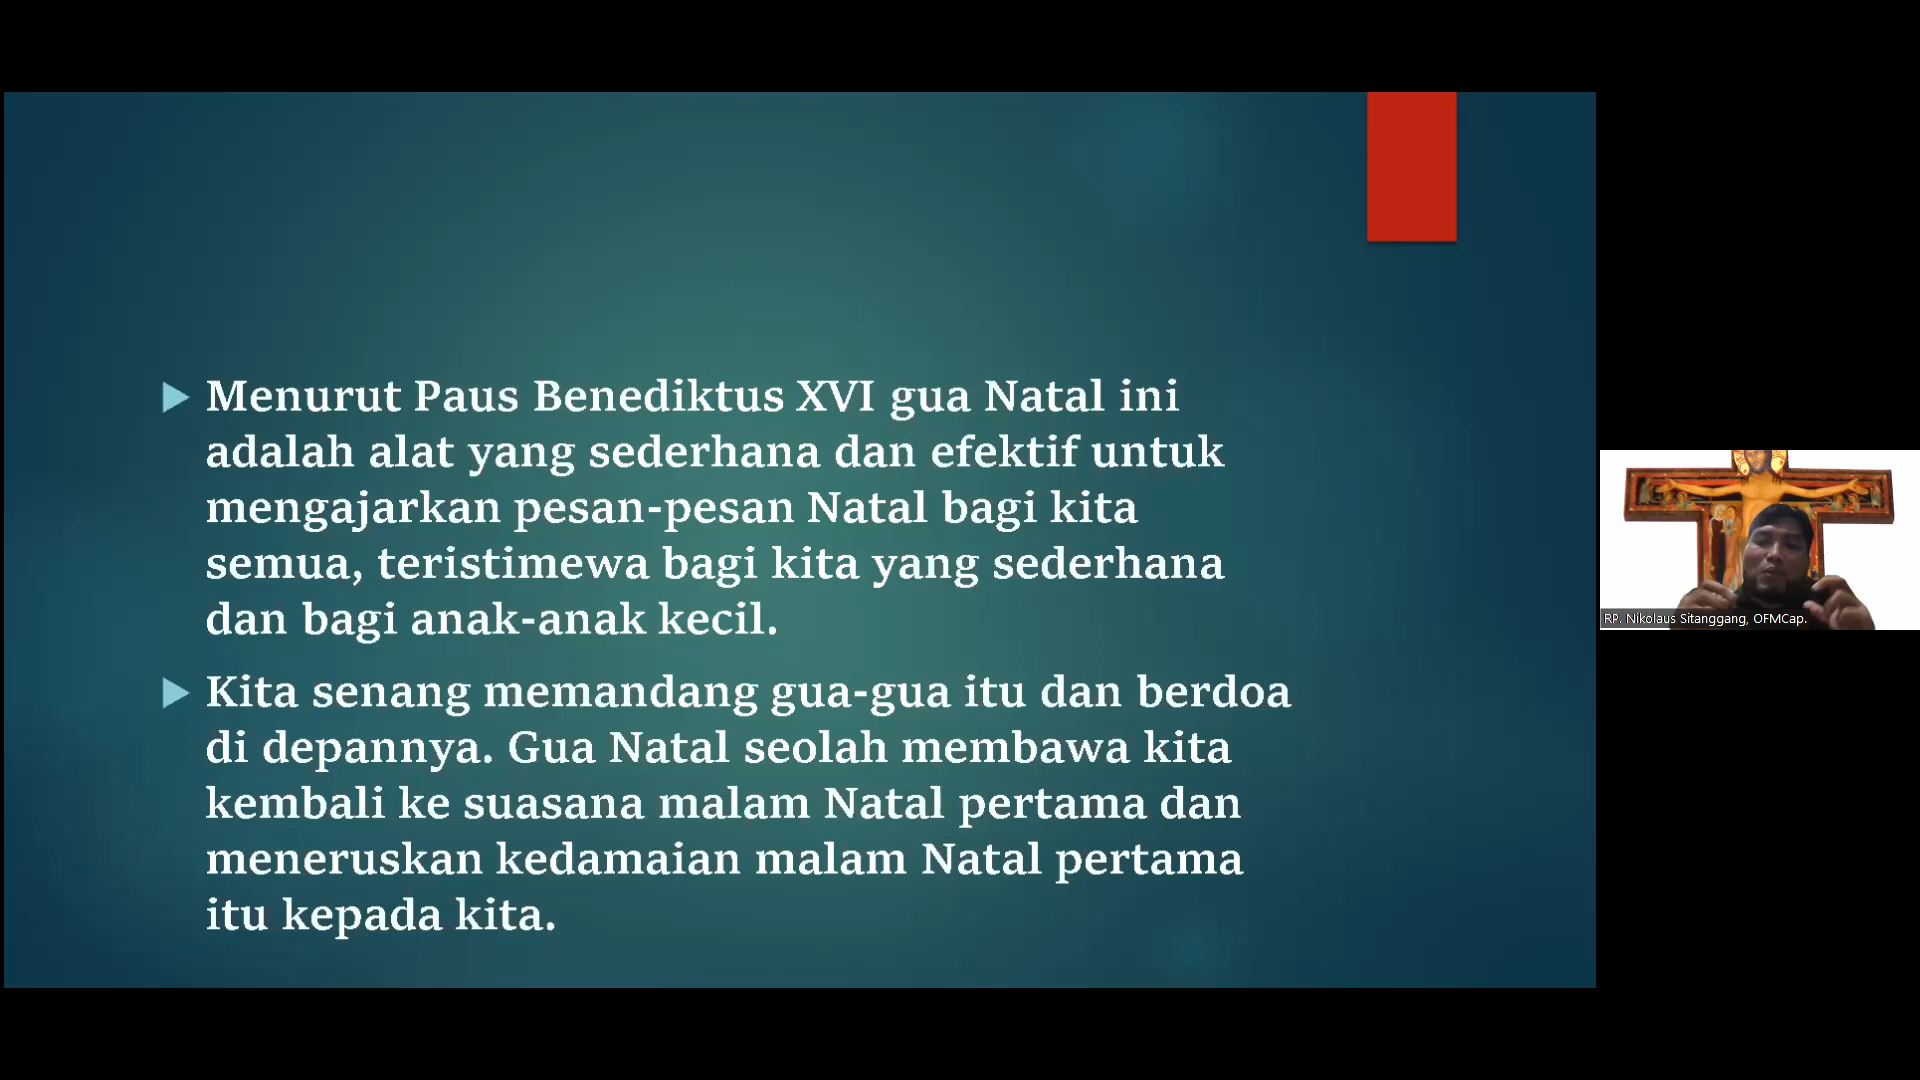 Menurut Paus Benediktus XVI gua Natal ini
adalah alat yang sederhana dan efektif untuk
mengajarkan pesan-pesan Natal bagi kita
semua, teristimewa bagi kita yang sederhana
dan bagi anak-anak kecil.
Kita senang memandang gua-gua itu dan berdoa
di depannya. Gua Natal seolah membawa kita
kembali ke suasana malam Natal pertama dan
meneruskan kedamaian malam Natal pertama
itu kepada kita.
RP. Nikolaus Sitanggang, OFMCap.